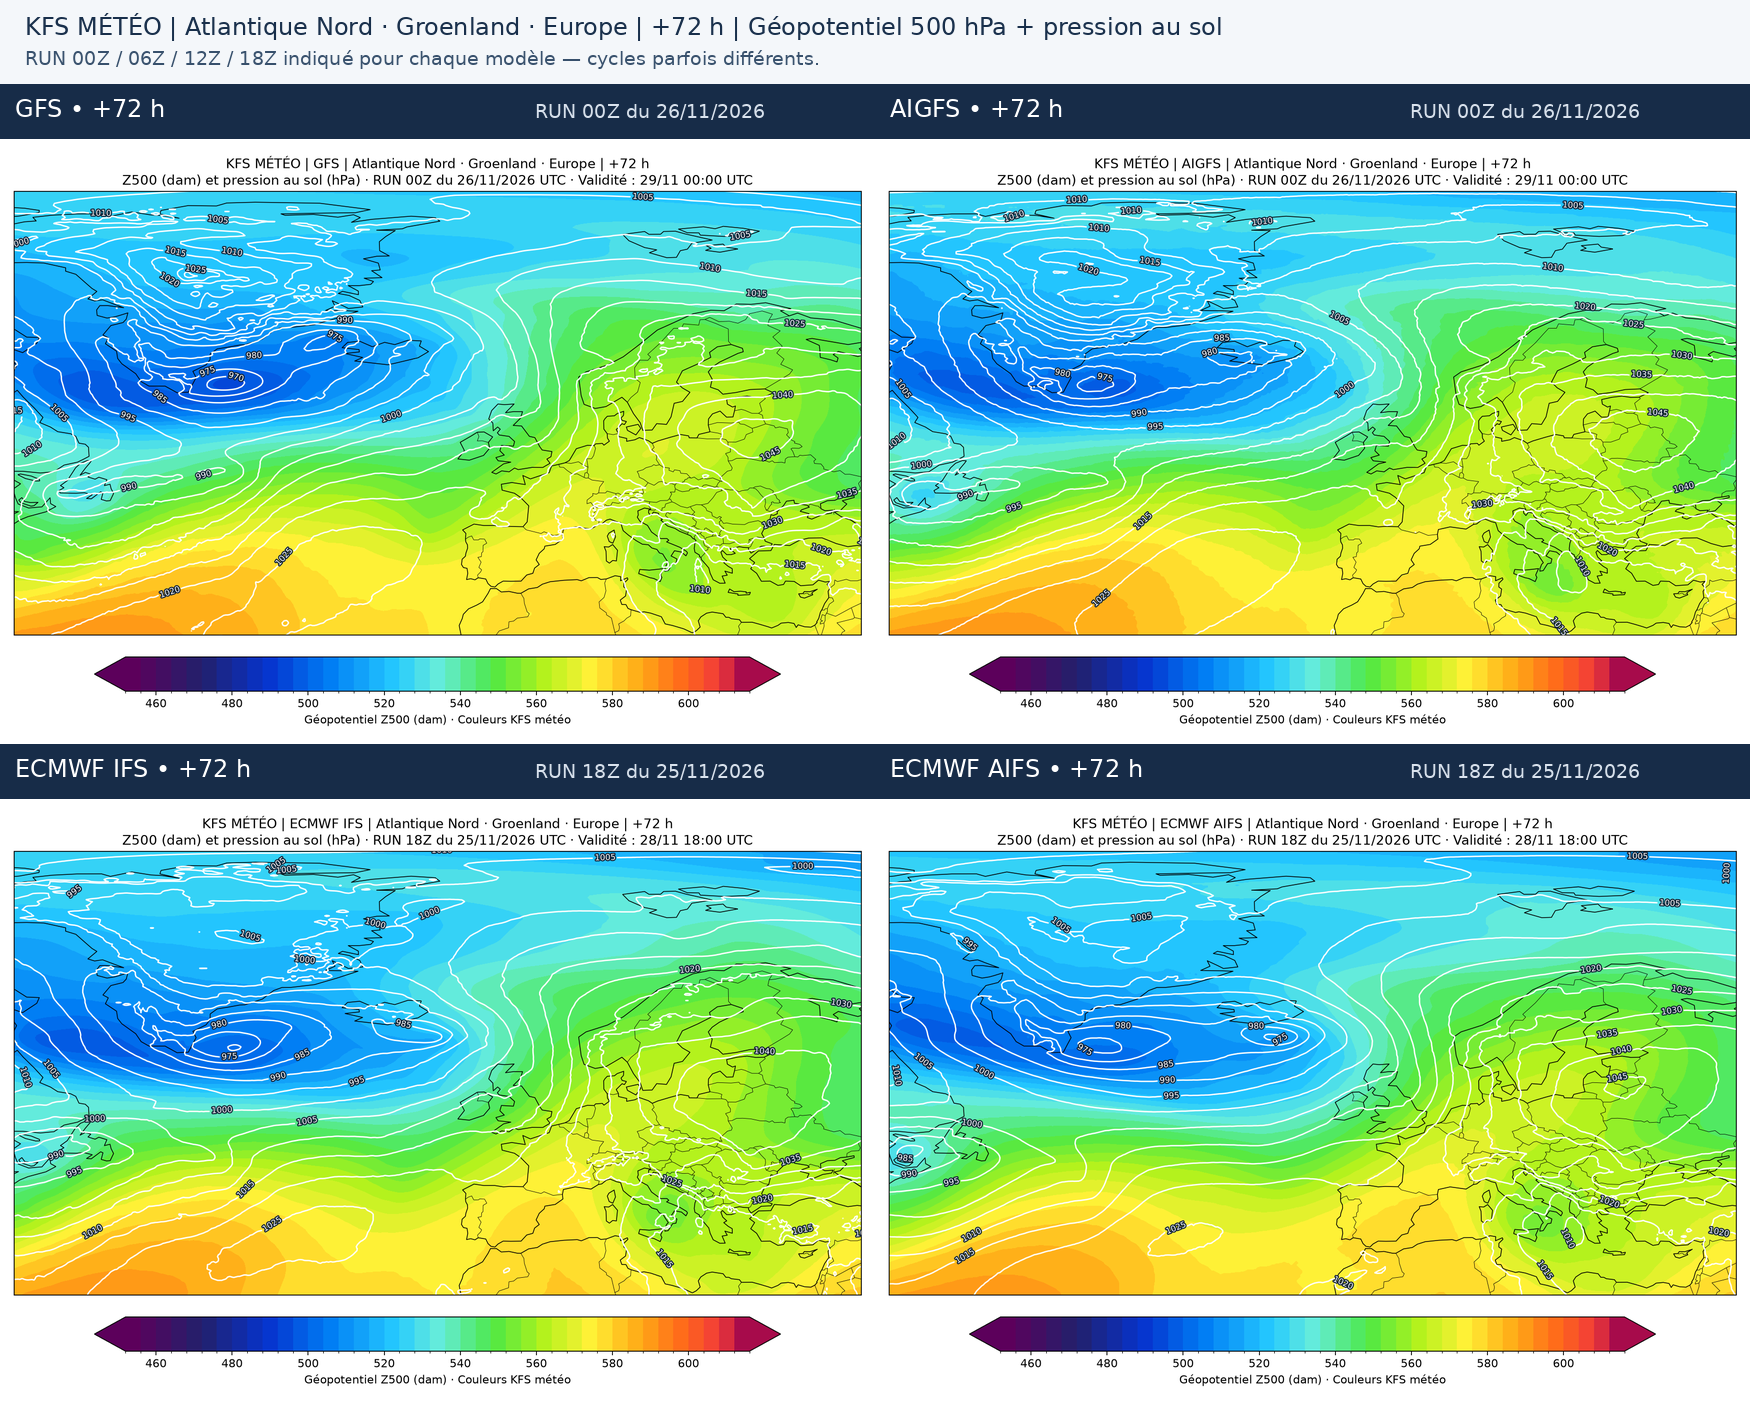 KFS MÉTÉO | Atlantique Nord · Groenland · Europe | +72 h | Géopotentiel 500 hPa + pression au sol
RUN 00Z / 06Z / 12Z / 18Z indiqué pour chaque modèle — cycles parfois différents.
GFS • +72 h
RUN 00Z du 26/11/2026
KFS MÉTÉO | GFS | Atlantique Nord · Groenland · Europe | +72 h
Z500 (dam) et pression au sol (hPa) · RUN 00Z du 26/11/2026 UTC · Validité : 29/11 00:00 UTC
460 480 500 520 540 560 580 600
Géopotentiel Z500 (dam) · Couleurs KFS météo
AIGFS • +72 h
RUN 00Z du 26/11/2026
KFS MÉTÉO | AIGFS | Atlantique Nord · Groenland · Europe | +72 h
Z500 (dam) et pression au sol (hPa) · RUN 00Z du 26/11/2026 UTC · Validité : 29/11 00:00 UTC
460 480 500 520 540 560 580 600
Géopotentiel Z500 (dam) · Couleurs KFS météo
ECMWF IFS • +72 h
RUN 18Z du 25/11/2026
KFS MÉTÉO | ECMWF IFS | Atlantique Nord · Groenland · Europe | +72 h
Z500 (dam) et pression au sol (hPa) · RUN 18Z du 25/11/2026 UTC · Validité : 28/11 18:00 UTC
460 480 500 520 540 560 580 600
Géopotentiel Z500 (dam) · Couleurs KFS météo
ECMWF AIFS • +72 h
RUN 18Z du 25/11/2026
KFS MÉTÉO | ECMWF AIFS | Atlantique Nord · Groenland · Europe | +72 h
Z500 (dam) et pression au sol (hPa) · RUN 18Z du 25/11/2026 UTC · Validité : 28/11 18:00 UTC
460 480 500 520 540 560 580 600
Géopotentiel Z500 (dam) · Couleurs KFS météo